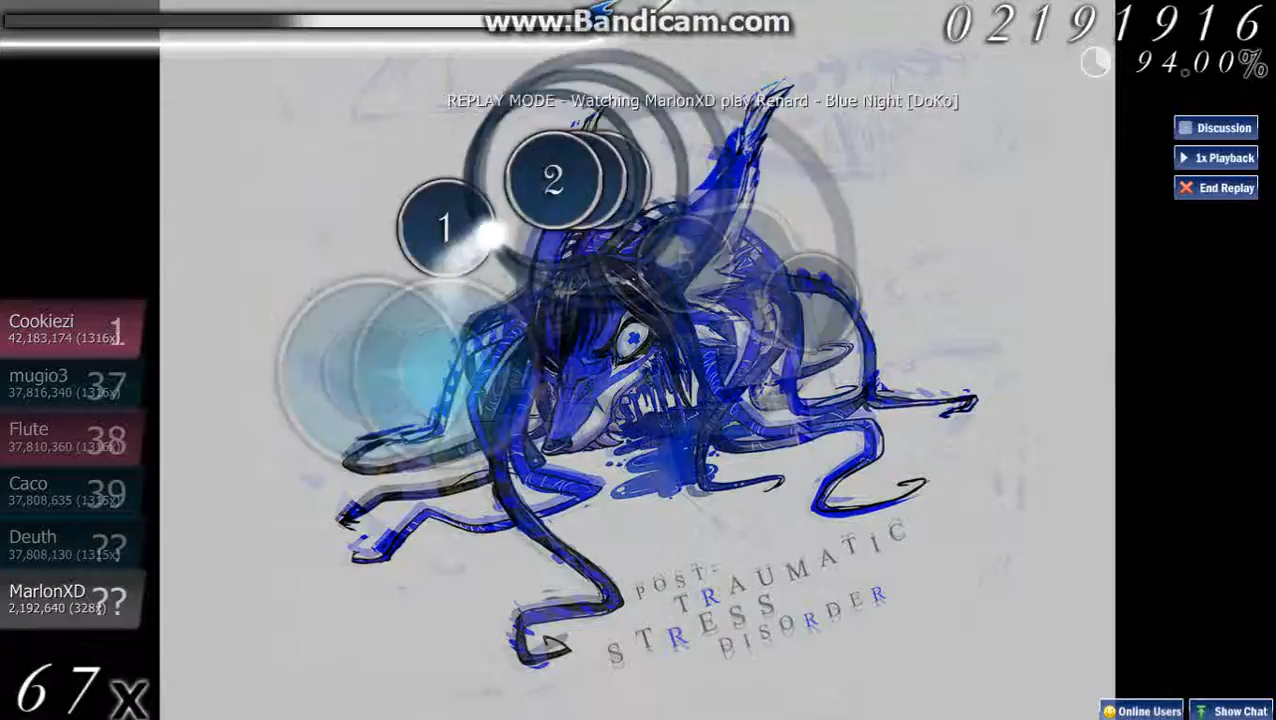 www.Bandicam.com
02191916
94.00%
REPLAY MODE - Watching MarlonXD play Renard - Blue Night [DoKo]
Discussion
1x Playback
End Replay
2
1
Cookiezi 1
42,183,174 (1316x)
mugio3 37
37,816,340 (1316x)
Flute 38
37,810,360 (1316x)
Caco 39
37,808,635 (1315x)
Deuth ??
37,808,130 (1315x)
MarlonXD ??
2,192,640 (328x)
POST-
TRAUMATIC
STRESS
DISORDER
67x
Online Users
Show Chat